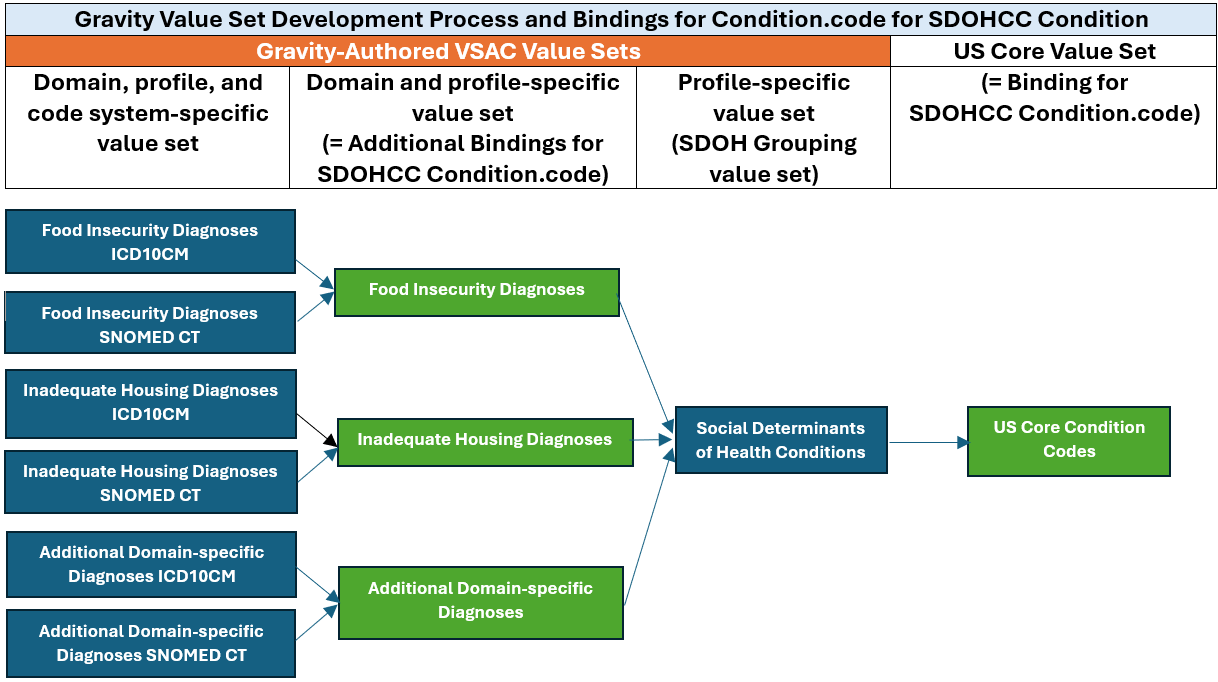 Gravity Value Set Development Process and Bindings for Condition.code for SDOHCC Condition
Gravity-Authored VSAC Value Sets
US Core Value Set
Domain, profile, and
code system-specific
value set
Domain and profile-specific
value set
(= Additional Bindings for
SDOHCC Condition.code)
Profile-specific
value set
(SDOH Grouping
value set)
(= Binding for
SDOHCC Condition.code)
Food Insecurity Diagnoses
ICD10CM
Food Insecurity Diagnoses
SNOMED CT
Food Insecurity Diagnoses
Inadequate Housing Diagnoses
ICD10CM
Inadequate Housing Diagnoses
SNOMED CT
Inadequate Housing Diagnoses
Additional Domain-specific
Diagnoses ICD10CM
Additional Domain-specific
Diagnoses SNOMED CT
Additional Domain-specific
Diagnoses
Social Determinants
of Health Conditions
US Core Condition
Codes